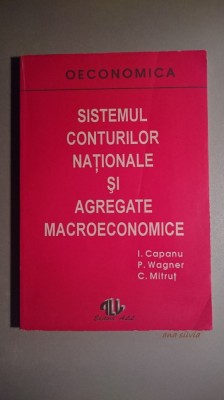 OECONOMICA
SISTEMUL
CONTURILOR
NAȚIONALE
ȘI
AGREGATE
MACROECONOMICE
I. Capanu
P. Wagner
C. Mitruț